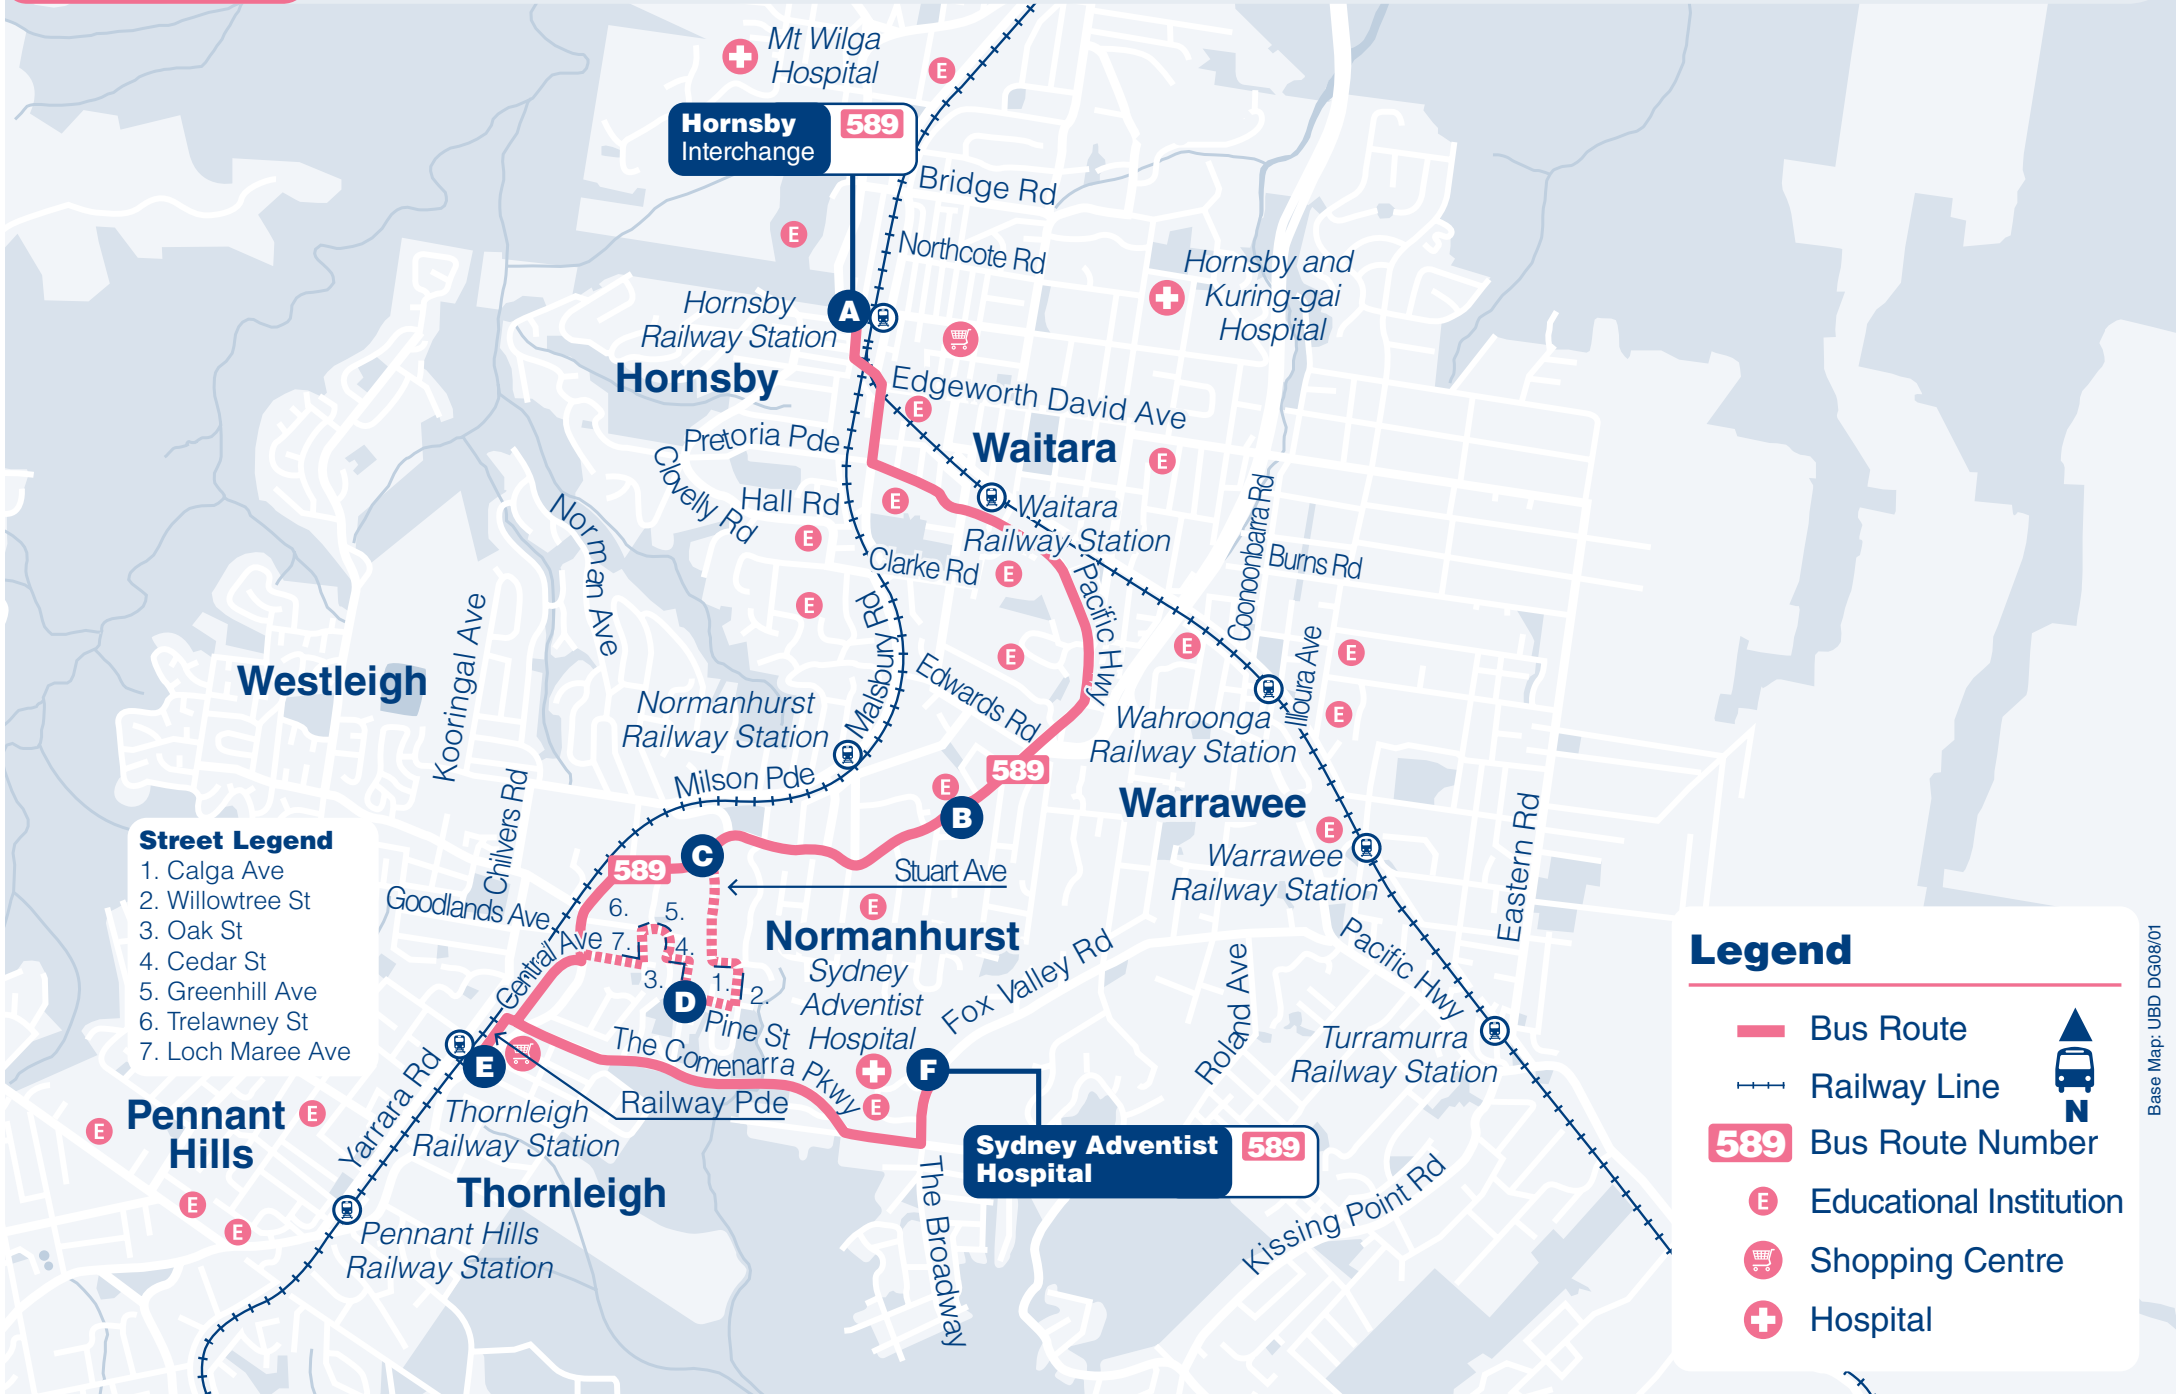 Mt Wilga
Hospital
E
Hornsby
Interchange
589
Bridge Rd
E
Northcote Rd
Hornsby and
Kuring-gai
Hospital
Hornsby
Railway Station
A
Hornsby
Edgeworth David Ave
E
Pretoria Pde
Waitara
E
Clovelly Rd
Hall Rd
E
Waitara
Railway Station
Coonoonbarra Rd
Norman Ave
E
Clarke Rd
E
Burns Rd
Pacific Hwy
E
Malsbury Rd
Kooringal Ave
E
E
Illoura Ave
E
Westleigh
Edwards Rd
Normanhurst
Railway Station
Wahroonga
Railway Station
E
Milson Pde
589
E
B
Warrawee
E
Chilvers Rd
Eastern Rd
Street Legend
1. Calga Ave
2. Willowtree St
3. Oak St
4. Cedar St
5. Greenhill Ave
6. Trelawney St
7. Loch Maree Ave
C
589
Stuart Ave
Warrawee
Railway Station
Goodlands Ave
6.
5.
E
Normanhurst
Central Ave
7.
4.
3.
1.
2.
D
Pine St
Sydney
Adventist
Hospital
Fox Valley Rd
Roland Ave
Pacific Hwy
Turramurra
Railway Station
The Comenarra Pkwy
E
F
E
Railway Pde
Yarrara Rd
Thornleigh
Railway Station
Pennant
Hills
E
E
E
E
Thornleigh
Sydney Adventist
Hospital
589
The Broadway
Kissing Point Rd
Pennant Hills
Railway Station
Legend
Bus Route
Railway Line
N
589
Bus Route Number
E
Educational Institution
Shopping Centre
Hospital
Base Map: UBD DG08/01